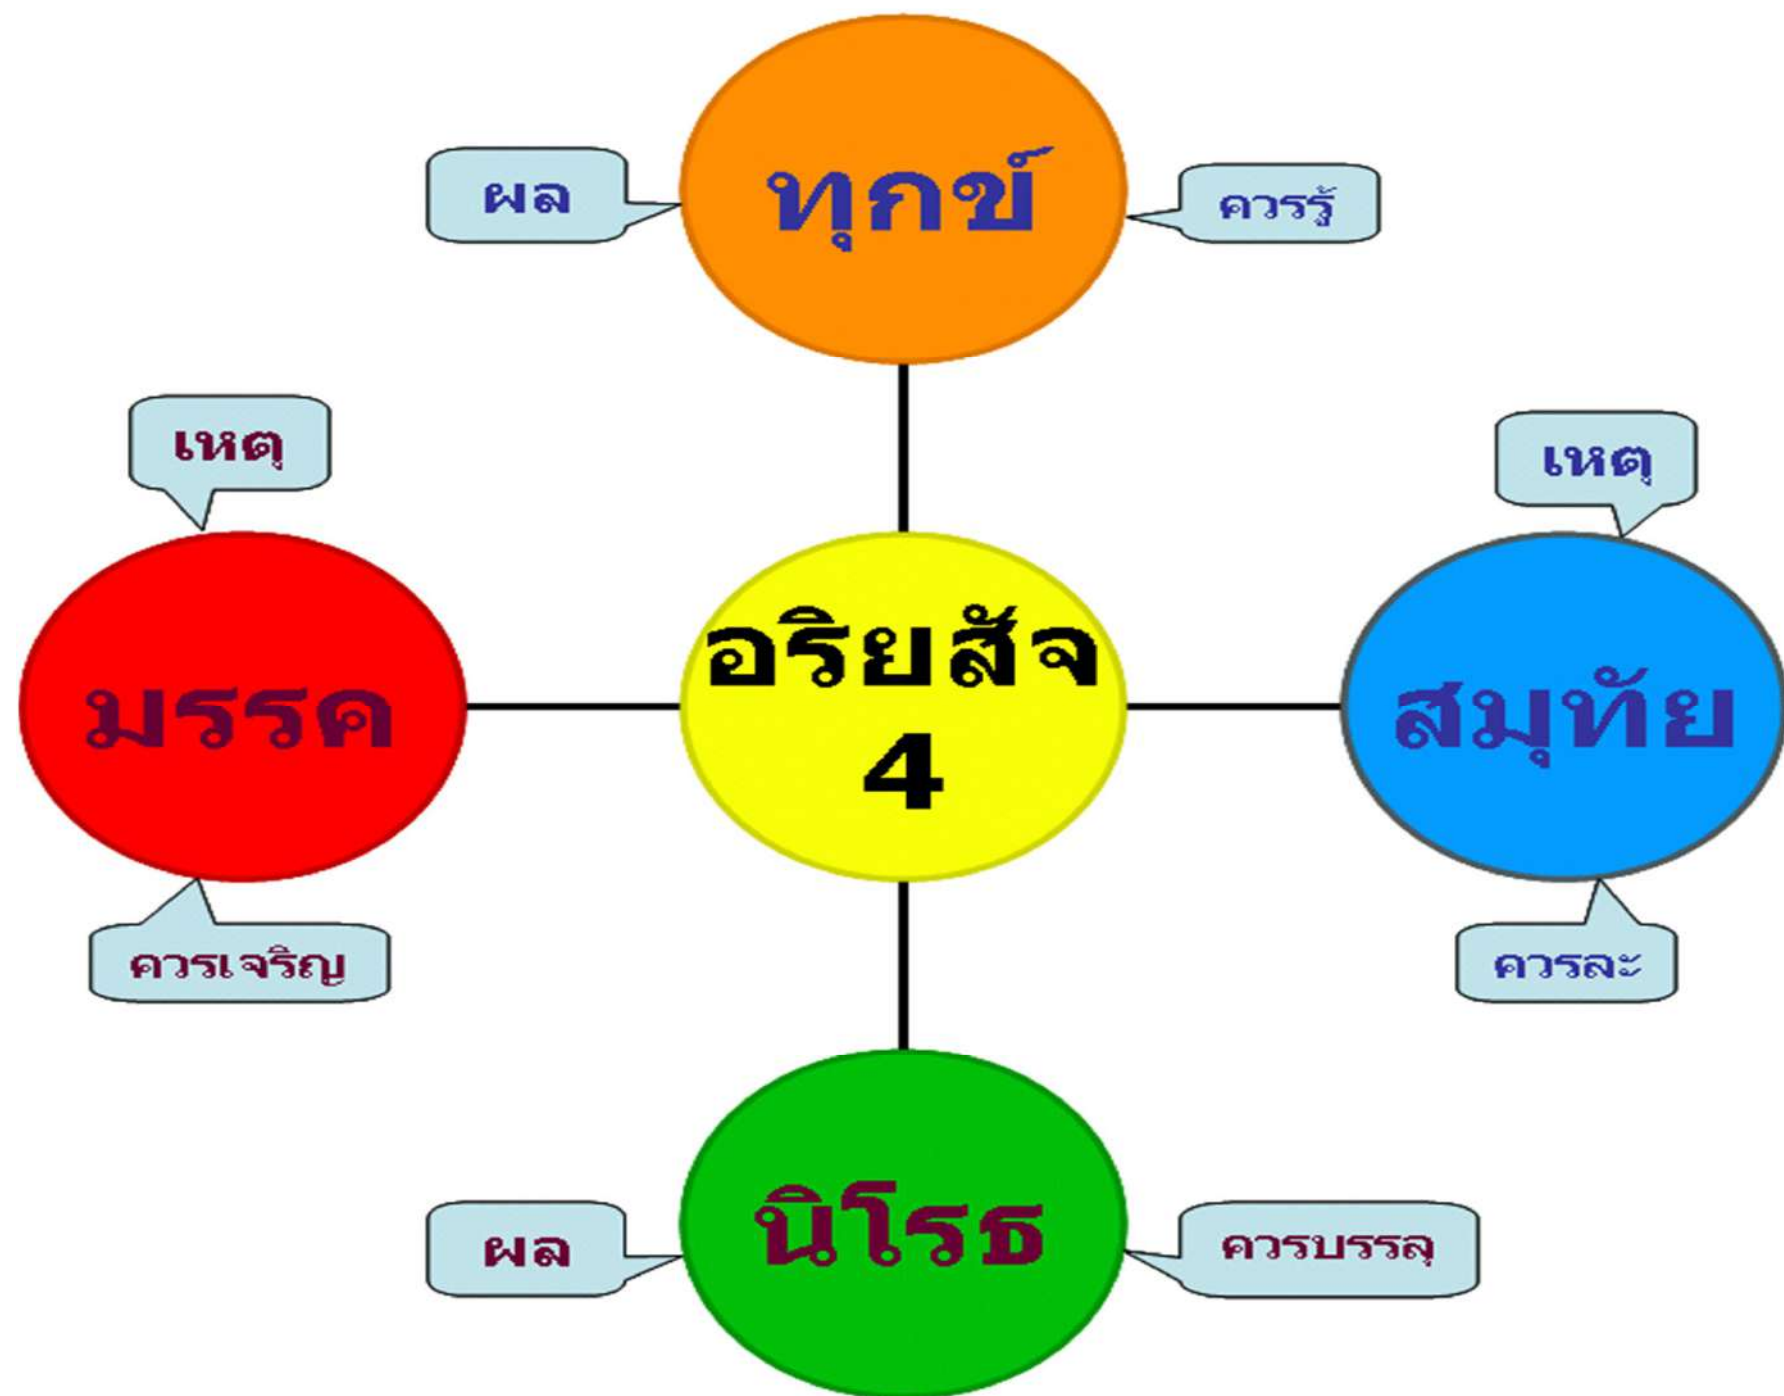 ทุกข์
ผล
ควรรู้
เหตุ
เหตุ
อริยสัจ
4
มรรค
สมุทัย
ควรเจริญ
ควรละ
นิโรธ
ผล
ควรบรรลุ